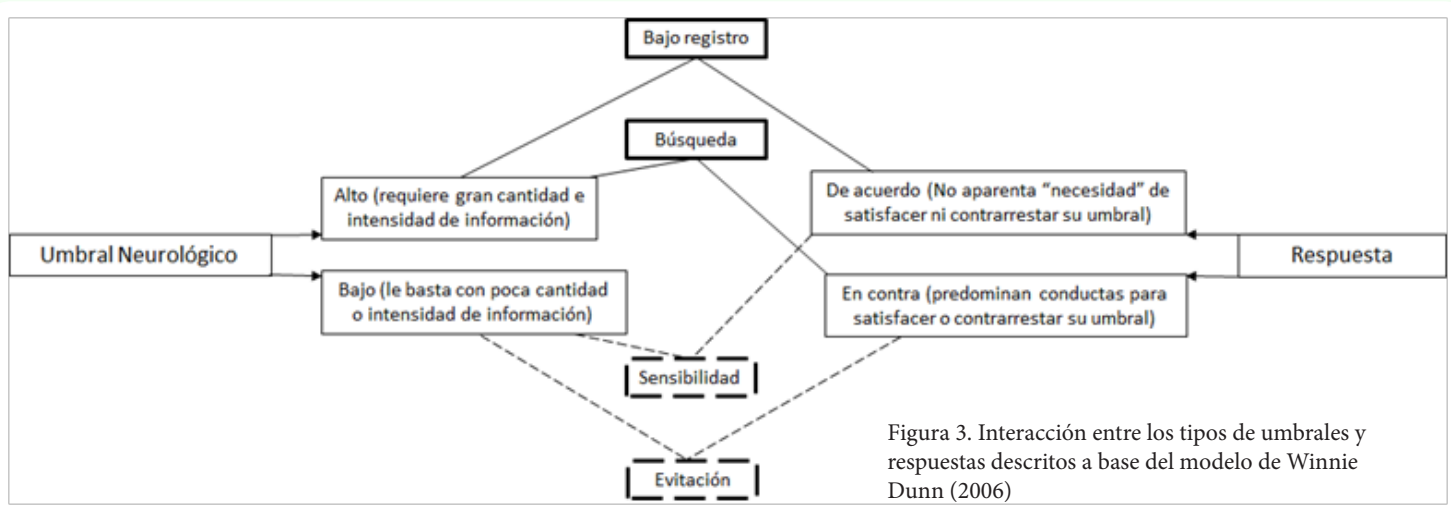 Bajo registro
Búsqueda
Alto (requiere gran cantidad e
intensidad de información)
De acuerdo (No aparenta “necesidad” de
satisfacer ni contrarrestar su umbral)
Umbral Neurológico
Respuesta
Bajo (le basta con poca cantidad
o intensidad de información)
En contra (predominan conductas para
satisfacer o contrarrestar su umbral)
Sensibilidad
Evitación
Figura 3. Interacción entre los tipos de umbrales y
respuestas descritos a base del modelo de Winnie
Dunn (2006)